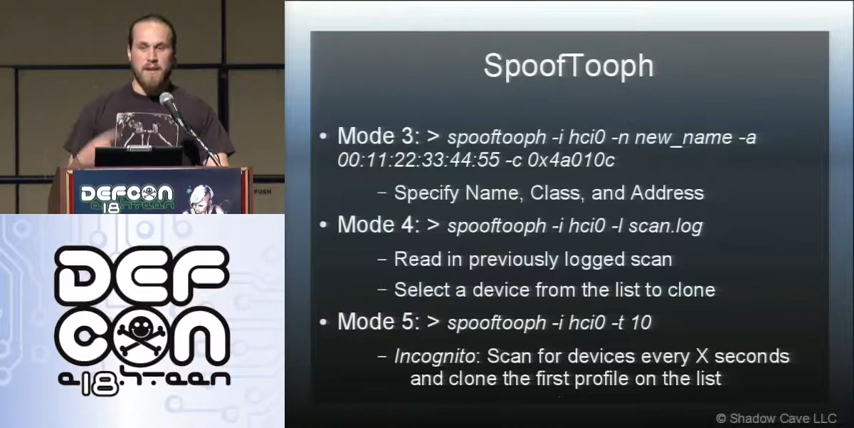 SpoofTooph
• Mode 3: > spooftooph -i hci0 -n new_name -a
00:11:22:33:44:55 -c 0x4a010c
– Specify Name, Class, and Address
• Mode 4: > spooftooph -i hci0 -l scan.log
– Read in previously logged scan
– Select a device from the list to clone
• Mode 5: > spooftooph -i hci0 -t 10
– Incognito: Scan for devices every X seconds
and clone the first profile on the list
© Shadow Cave LLC
PUSH
DEFCON
18
DEF
CON
e18hteen